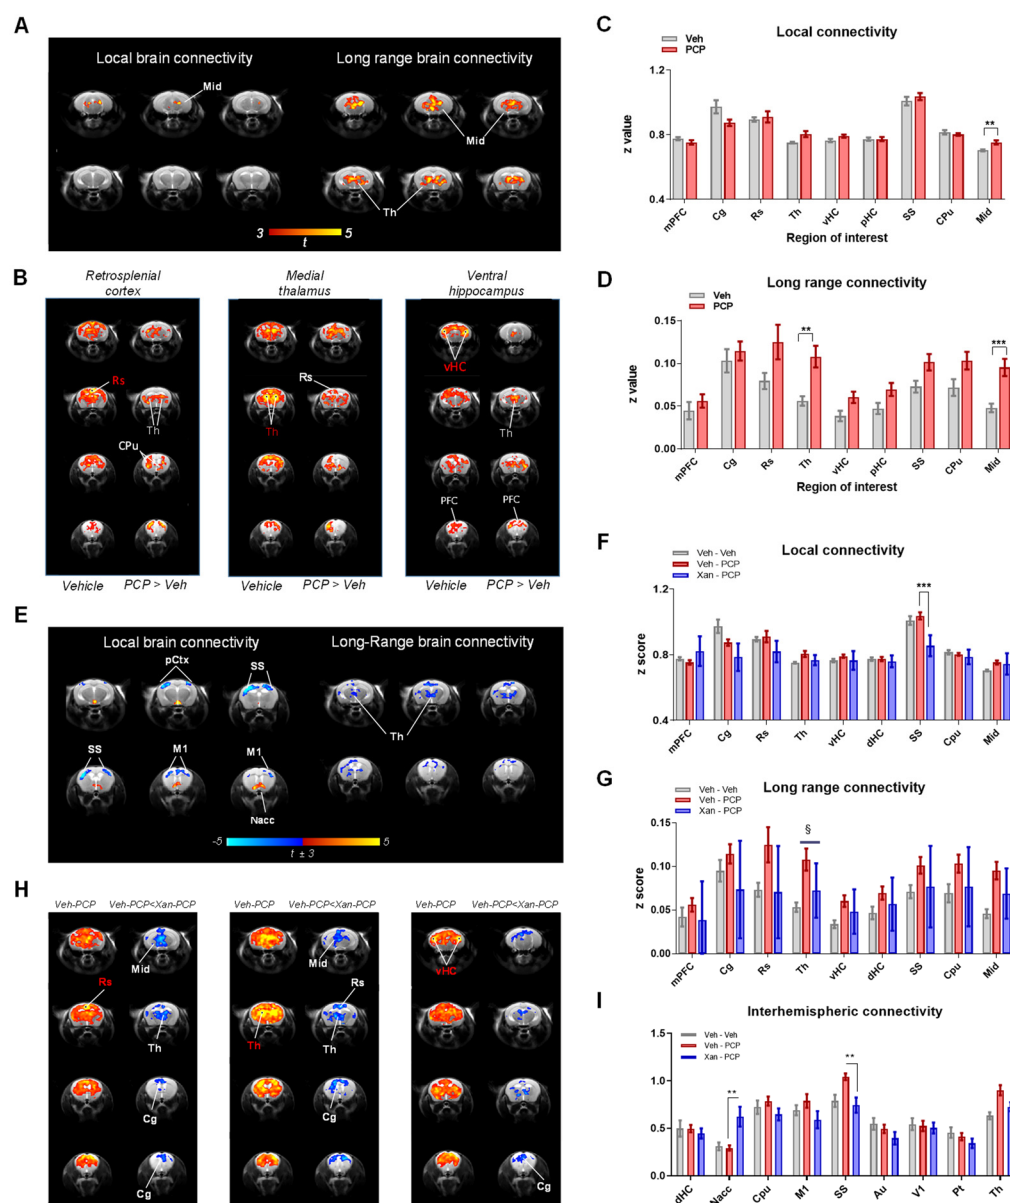 A
Local brain connectivity
Long range brain connectivity
Mid
Mid
Th
3 5
t
B
Retrosplenial
cortex
Medial
thalamus
Ventral
hippocampus
Rs
Th
CPu
Rs
Th
vHC
Th
PFC PFC
Vehicle PCP > Veh
Vehicle PCP > Veh
Vehicle PCP > Veh
C
Local connectivity
Veh
PCP
z value
1.2
0.8
0.4
**
mPFC Cg Rs Th vHC pHC SS CPu Mid
Region of interest
D
Long range connectivity
Veh
PCP
z value
0.15
0.10
0.05
0.00
** ***
mPFC Cg Rs Th vHC pHC SS CPu Mid
Region of interest
E
Local brain connectivity
Long-Range brain connectivity
pCtx
SS
Th
SS M1 M1
Nacc
-5 5
t ± 3
F
Local connectivity
Veh - Veh
Veh - PCP
Xan - PCP
z score
1.2
0.8
0.4
***
mPFC Cg Rs Th vHC dHC SS Cpu Mid
G
Long range connectivity
Veh - Veh
Veh - PCP
Xan - PCP
z score
0.15
0.10
0.05
0.00
§
mPFC Cg Rs Th vHC dHC SS Cpu Mid
H
Veh-PCP Veh-PCP<Xan-PCP
Veh-PCP Veh-PCP<Xan-PCP
Veh-PCP Veh-PCP<Xan-PCP
Mid
Rs
Th
Cg
Cg
Mid
Rs
Th Th
Cg
vHC
Cg
I
Interhemispheric connectivity
Veh - Veh
Veh - PCP
Xan - PCP
1.5
1.0
0.5
0.0
** **
dHC Nacc Cpu M1 SS Au V1 Pt Th